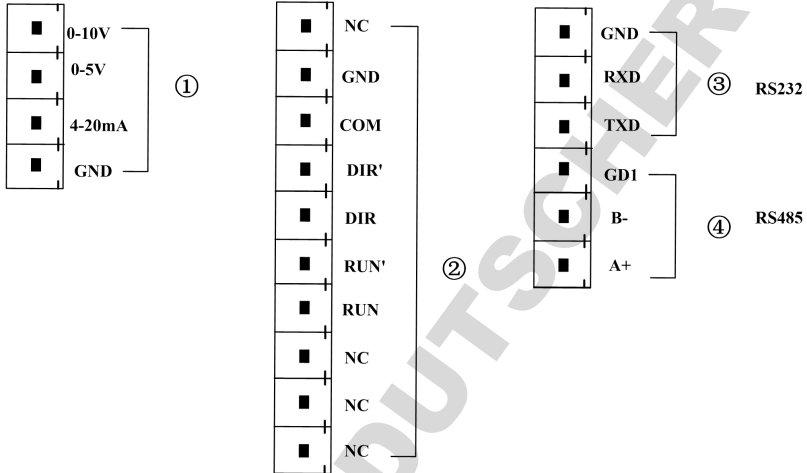 0-10V
0-5V
4-20mA
GND
①
NC
GND
COM
DIR'
DIR
RUN'
RUN
NC
NC
NC
②
GND
RXD
TXD
③ RS232
GD1
B-
A+
④ RS485
DUTSCHER